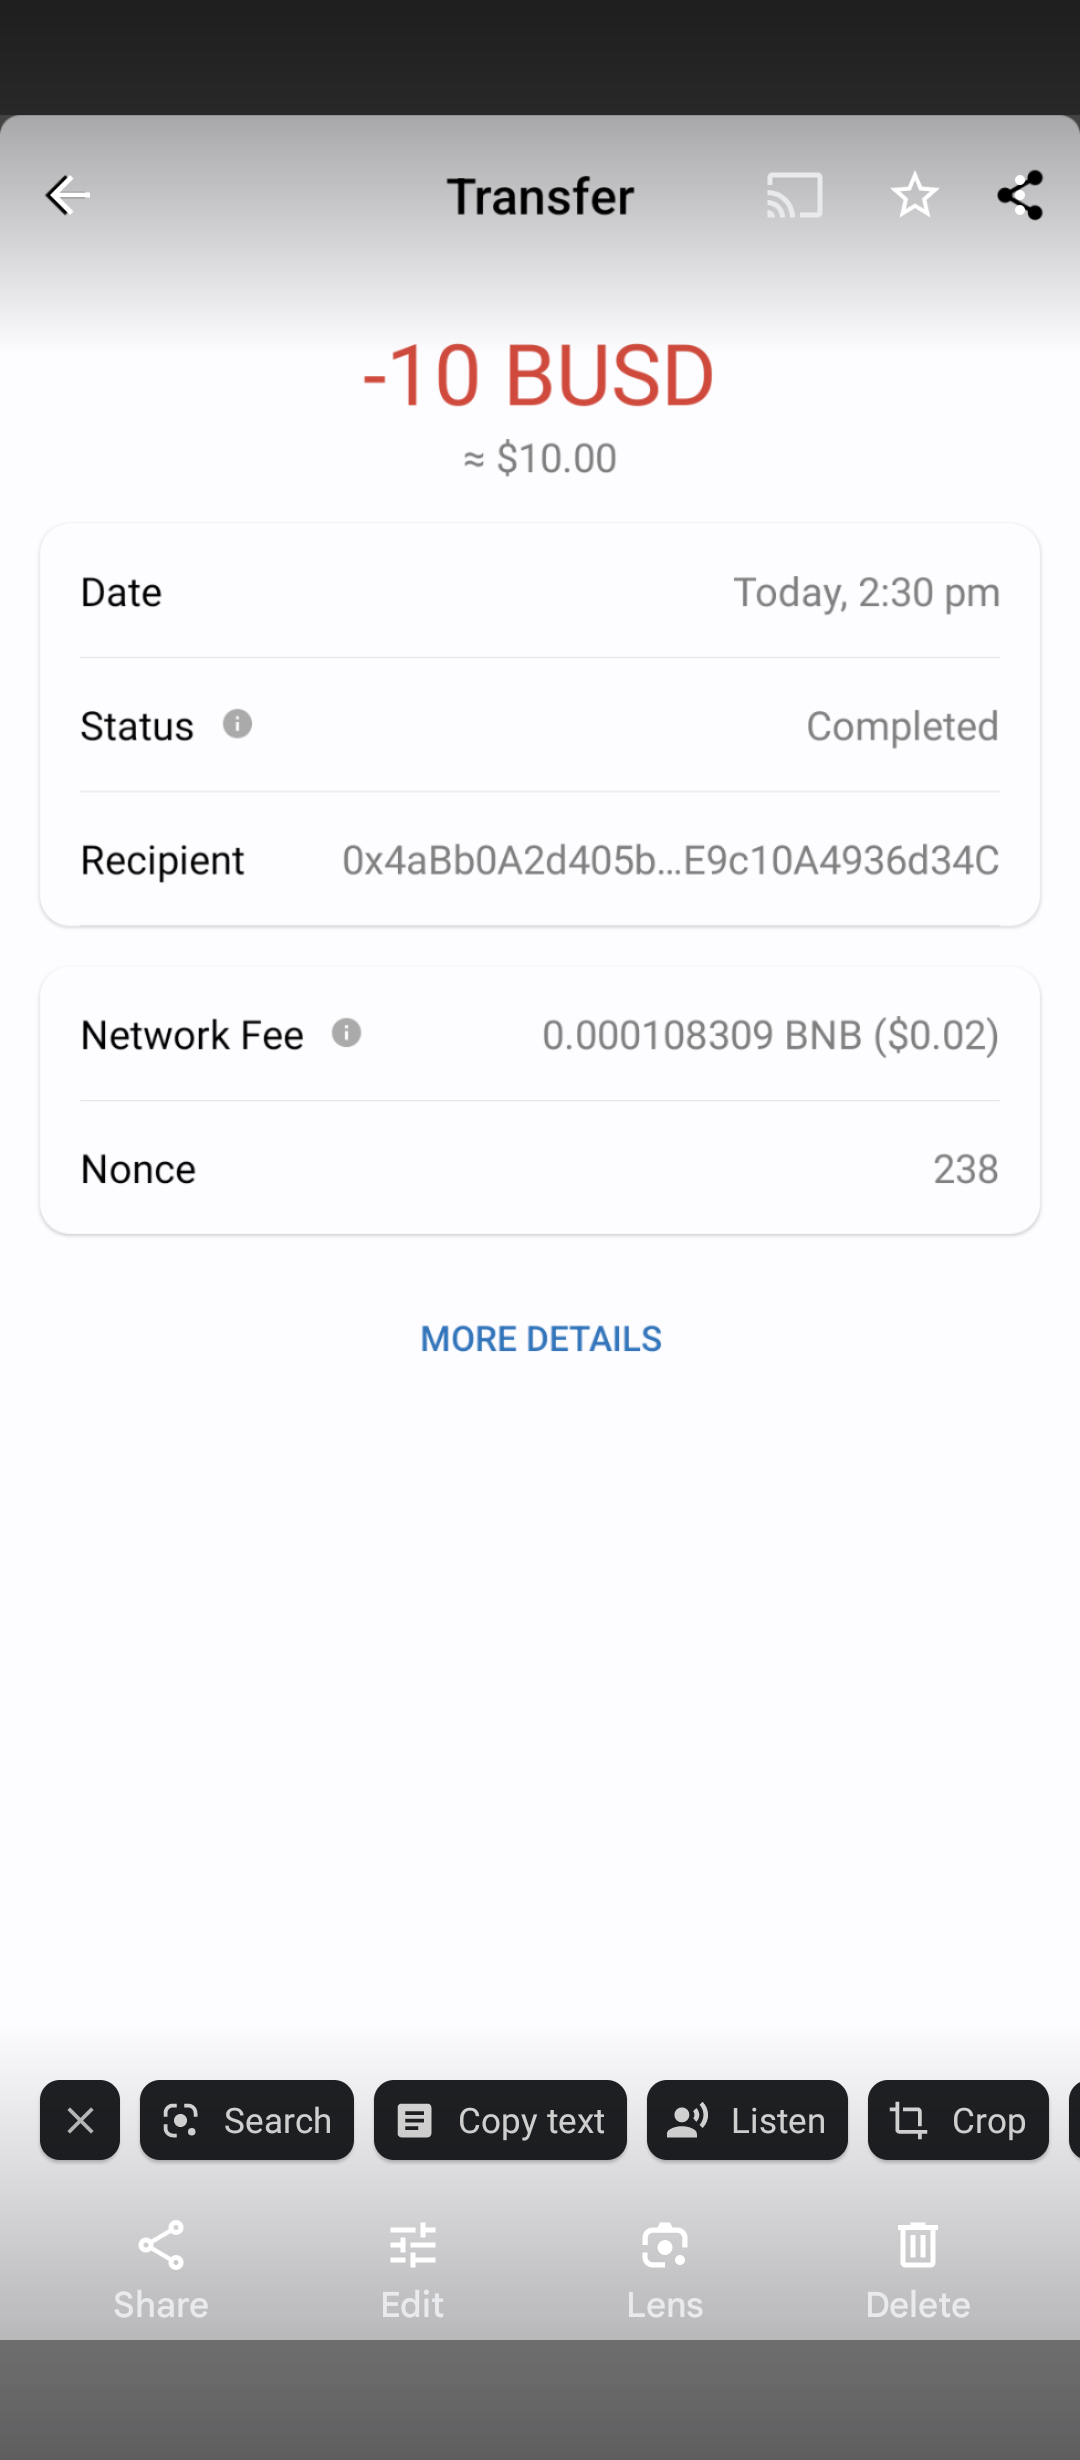 Transfer
-10 BUSD
≈ $10.00
Date Today, 2:30 pm
Status Completed
Recipient 0x4aBb0A2d405b...E9c10A4936d34C
Network Fee 0.000108309 BNB ($0.02)
Nonce 238
MORE DETAILS
Search Copy text Listen Crop
Share Edit Lens Delete